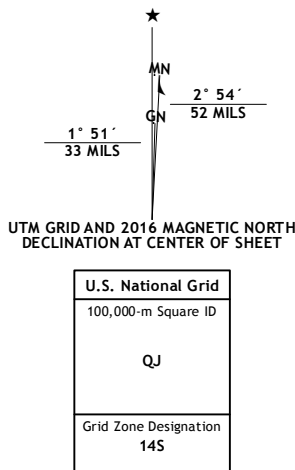 ★
MN
GN
2° 54´
52 MILS
1° 51´
33 MILS
UTM GRID AND 2016 MAGNETIC NORTH
DECLINATION AT CENTER OF SHEET
U.S. National Grid
100,000-m Square ID
QJ
Grid Zone Designation
14S